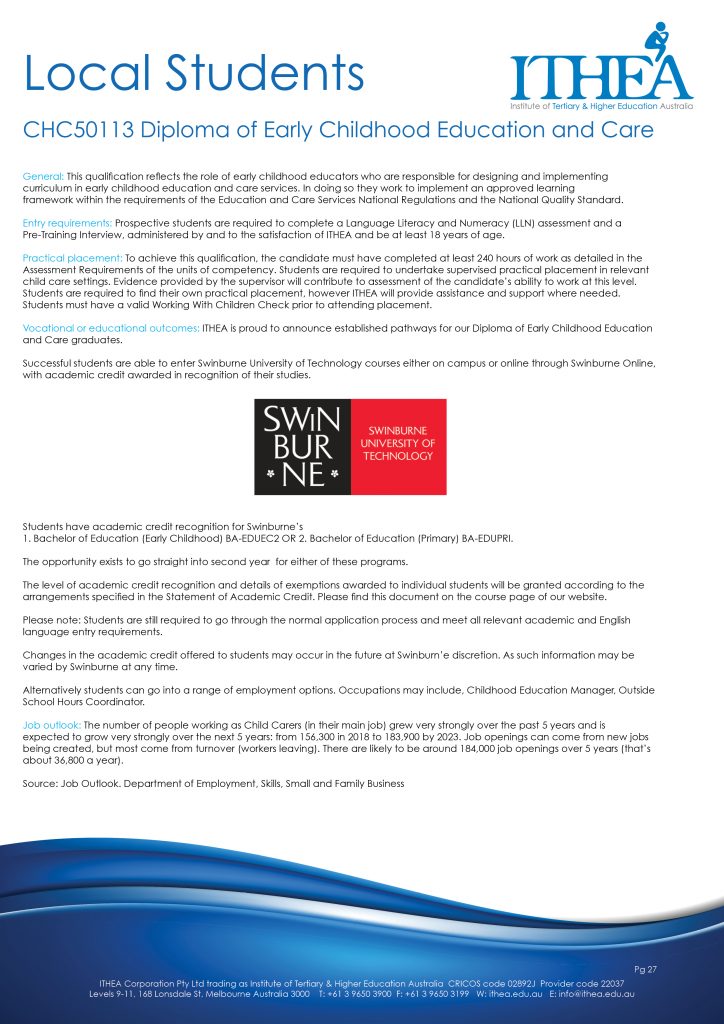 Local Students
ITHEA
Institute of Tertiary & Higher Education Australia
CHC50113 Diploma of Early Childhood Education and Care
General: This qualification reflects the role of early childhood educators who are responsible for designing and implementing
curriculum in early childhood education and care services. In doing so they work to implement an approved learning
framework within the requirements of the Education and Care Services National Regulations and the National Quality Standard.
Entry requirements: Prospective students are required to complete a Language Literacy and Numeracy (LLN) assessment and a
Pre-Training Interview, administered by and to the satisfaction of ITHEA and be at least 18 years of age.
Practical placement: To achieve this qualification, the candidate must have completed at least 240 hours of work as detailed in the
Assessment Requirements of the units of competency. Students are required to undertake supervised practical placement in relevant
child care settings. Evidence provided by the supervisor will contribute to assessment of the candidate's ability to work at this level.
Students are required to find their own practical placement, however ITHEA will provide assistance and support where needed.
Students must have a valid Working With Children Check prior to attending placement.
Vocational or educational outcomes: ITHEA is proud to announce established pathways for our Diploma of Early Childhood Education
and Care graduates.
Successful students are able to enter Swinburne University of Technology courses either on campus or online through Swinburne Online,
with academic credit awarded in recognition of their studies.
SWIN
BUR
NE
SWINBURNE
UNIVERSITY OF
TECHNOLOGY
Students have academic credit recognition for Swinburne's
1. Bachelor of Education (Early Childhood) BA-EDUEC2 OR 2. Bachelor of Education (Primary) BA-EDUPRI.
The opportunity exists to go straight into second year for either of these programs.
The level of academic credit recognition and details of exemptions awarded to individual students will be granted according to the
arrangements specified in the Statement of Academic Credit. Please find this document on the course page of our website.
Please note: Students are still required to go through the normal application process and meet all relevant academic and English
language entry requirements.
Changes in the academic credit offered to students may occur in the future at Swinburn'e discretion. As such information may be
varied by Swinburne at any time.
Alternatively students can go into a range of employment options. Occupations may include, Childhood Education Manager, Outside
School Hours Coordinator.
Job outlook: The number of people working as Child Carers (in their main job) grew very strongly over the past 5 years and is
expected to grow very strongly over the next 5 years: from 156,300 in 2018 to 183,900 by 2023. Job openings can come from new jobs
being created, but most come from turnover (workers leaving). There are likely to be around 184,000 job openings over 5 years (that's
about 36,800 a year).
Source: Job Outlook. Department of Employment, Skills, Small and Family Business
Pg 27
ITHEA Corporation Pty Ltd trading as Institute of Tertiary & Higher Education Australia CRICOS code 02892J Provider code 22037
Levels 9-11, 168 Lonsdale St. Melbourne Australia 3000 T: +61 3 9650 3900 F: +61 3 9650 3199 W: ithea.edu.au E: info@ithea.edu.au